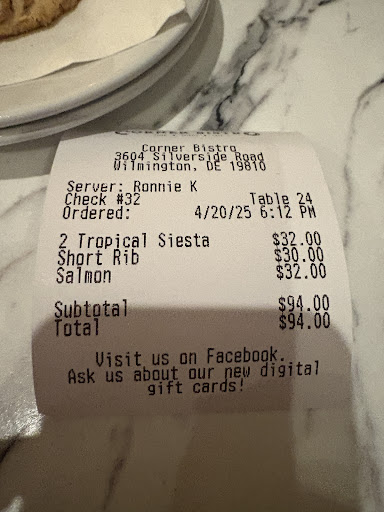 CORNER BISTRO
Corner Bistro
3604 Silverside Road
Wilmington, DE 19810
Server: Ronnie K
Check #32 Table 24
Ordered: 4/20/25 6:12 PM
2 Tropical Siesta $32.00
Short Rib $30.00
Salmon $32.00
Subtotal $94.00
Total $94.00
Visit us on Facebook.
Ask us about our new digital
gift cards!